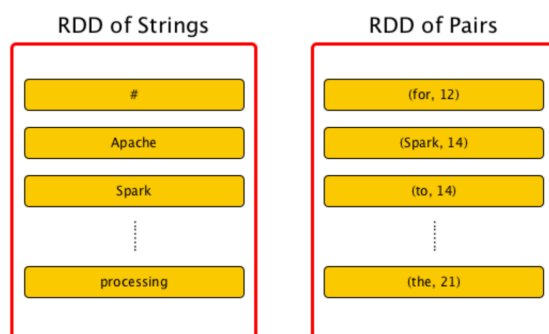 RDD of Strings
#
Apache
Spark
processing
RDD of Pairs
(for, 12)
(Spark, 14)
(to, 14)
(the, 21)